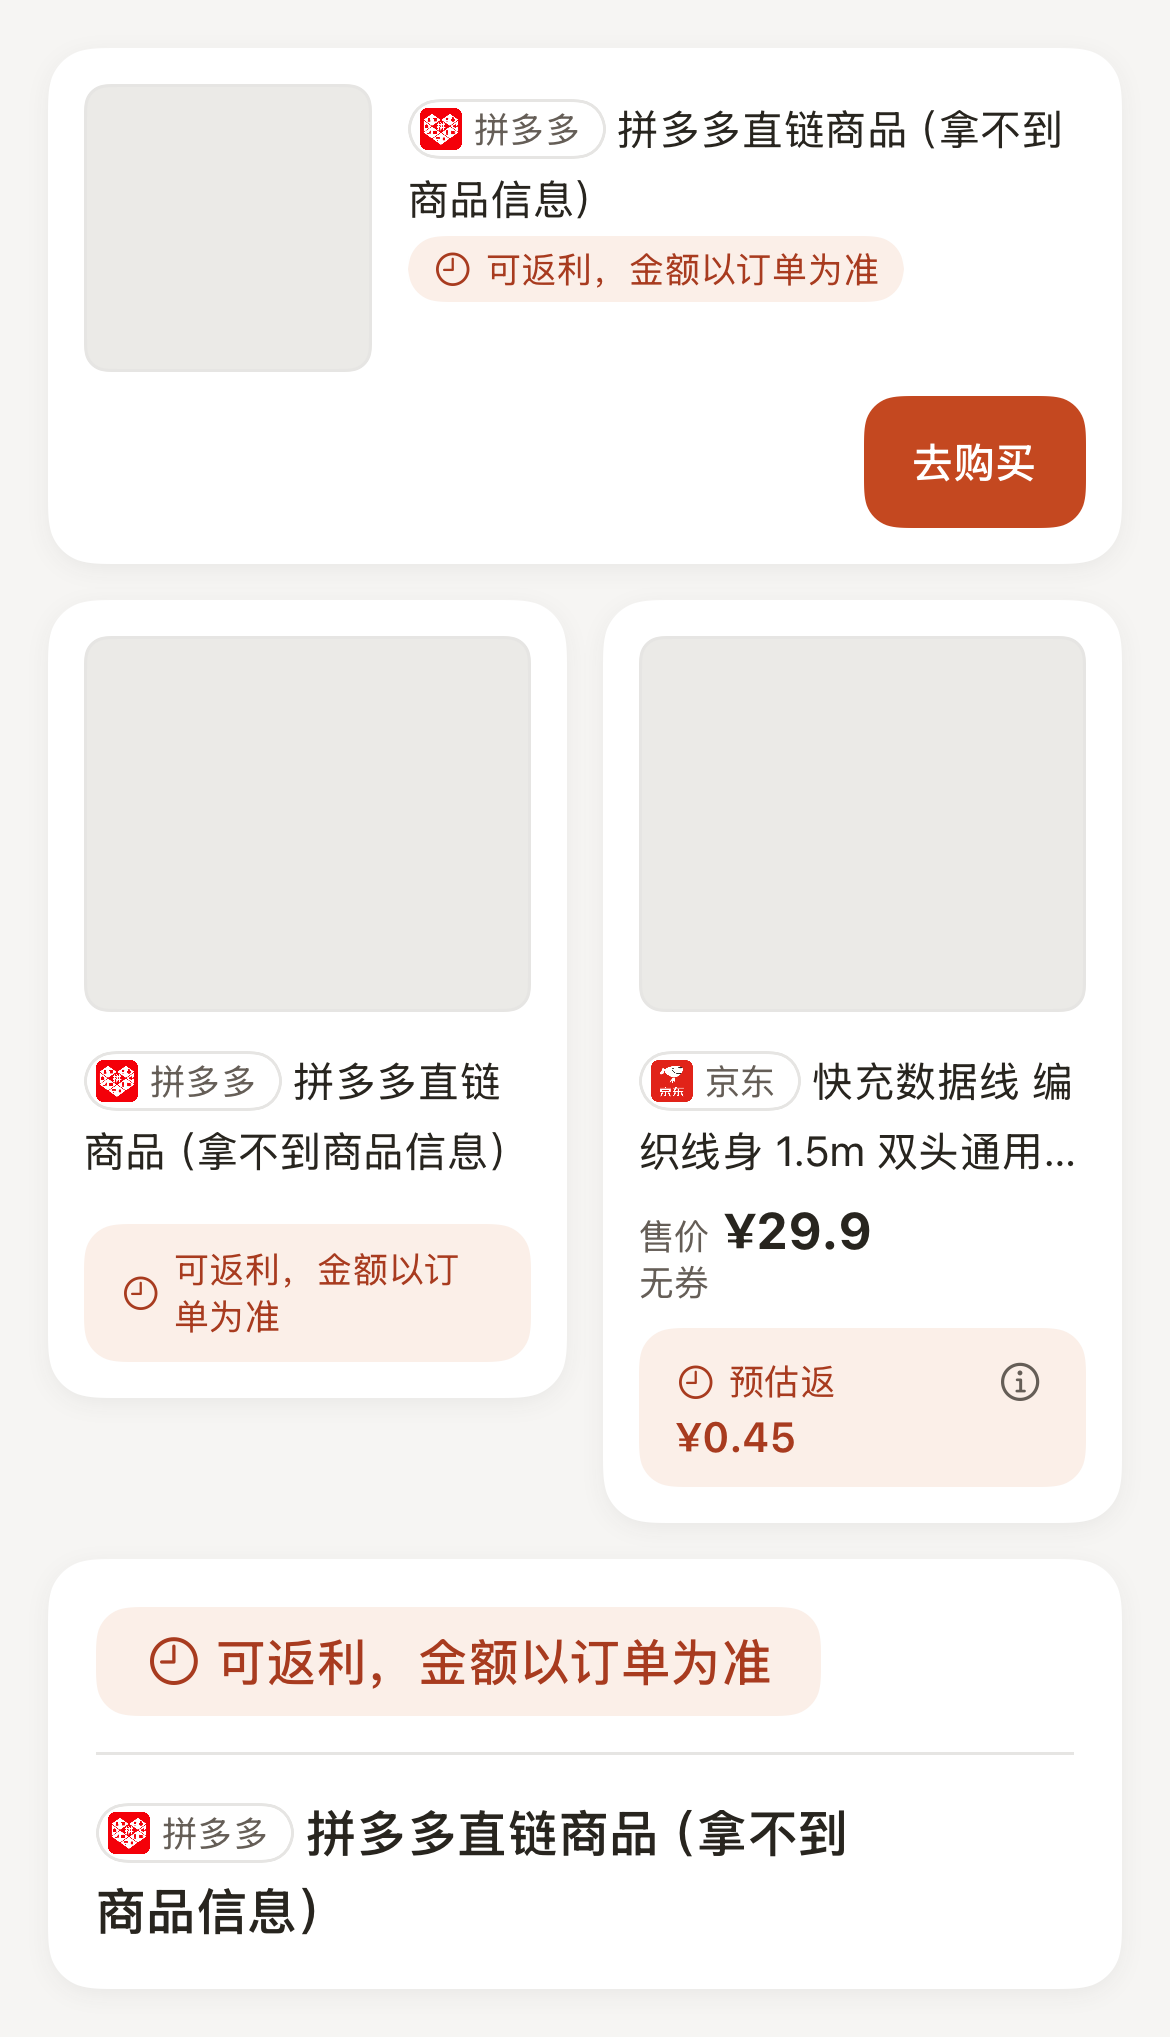 拼多多 拼多多直链商品（拿不到
商品信息）
可返利，金额以订单为准
去购买
拼多多 拼多多直链
商品（拿不到商品信息）
可返利，金额以订
单为准
京东 快充数据线 编
织线身 1.5m 双头通用...
售价 ¥29.9
无券
预估返
¥0.45
可返利，金额以订单为准
拼多多 拼多多直链商品（拿不到
商品信息）